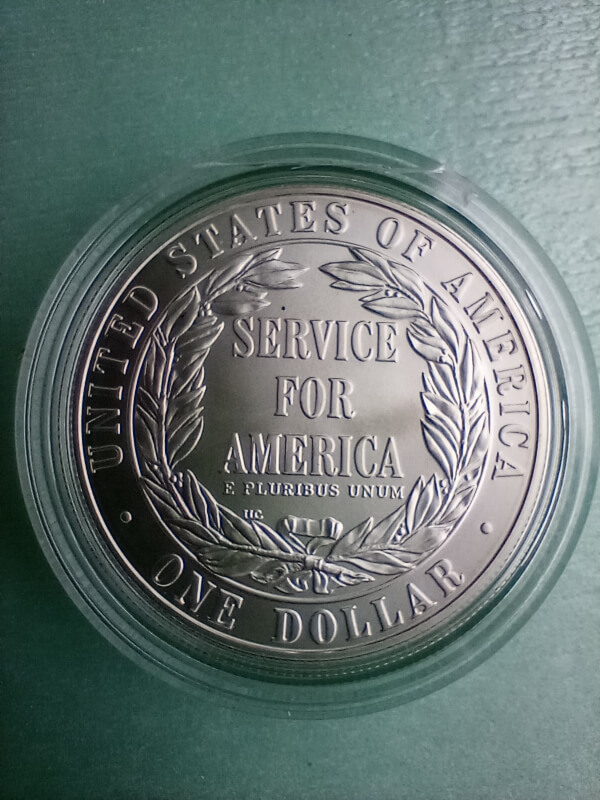 UNITED STATES OF AMERICA
SERVICE
FOR
AMERICA
E PLURIBUS UNUM
ONE DOLLAR